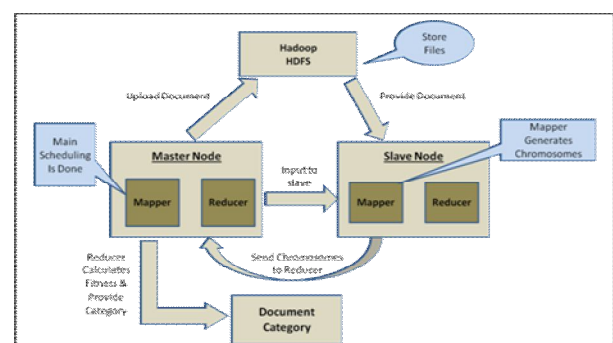 Hadoop
HDFS
Store
Files
Upload Document
Provide Document
Main
Scheduling
Is Done
Master Node
Mapper
Reducer
Input to
slave
Slave Node
Mapper
Reducer
Mapper
Generates
Chromosomes
Reducer
Calculates
Fitness &
Provide
Category
Send Chromosomes
to Reducer
Document
Category